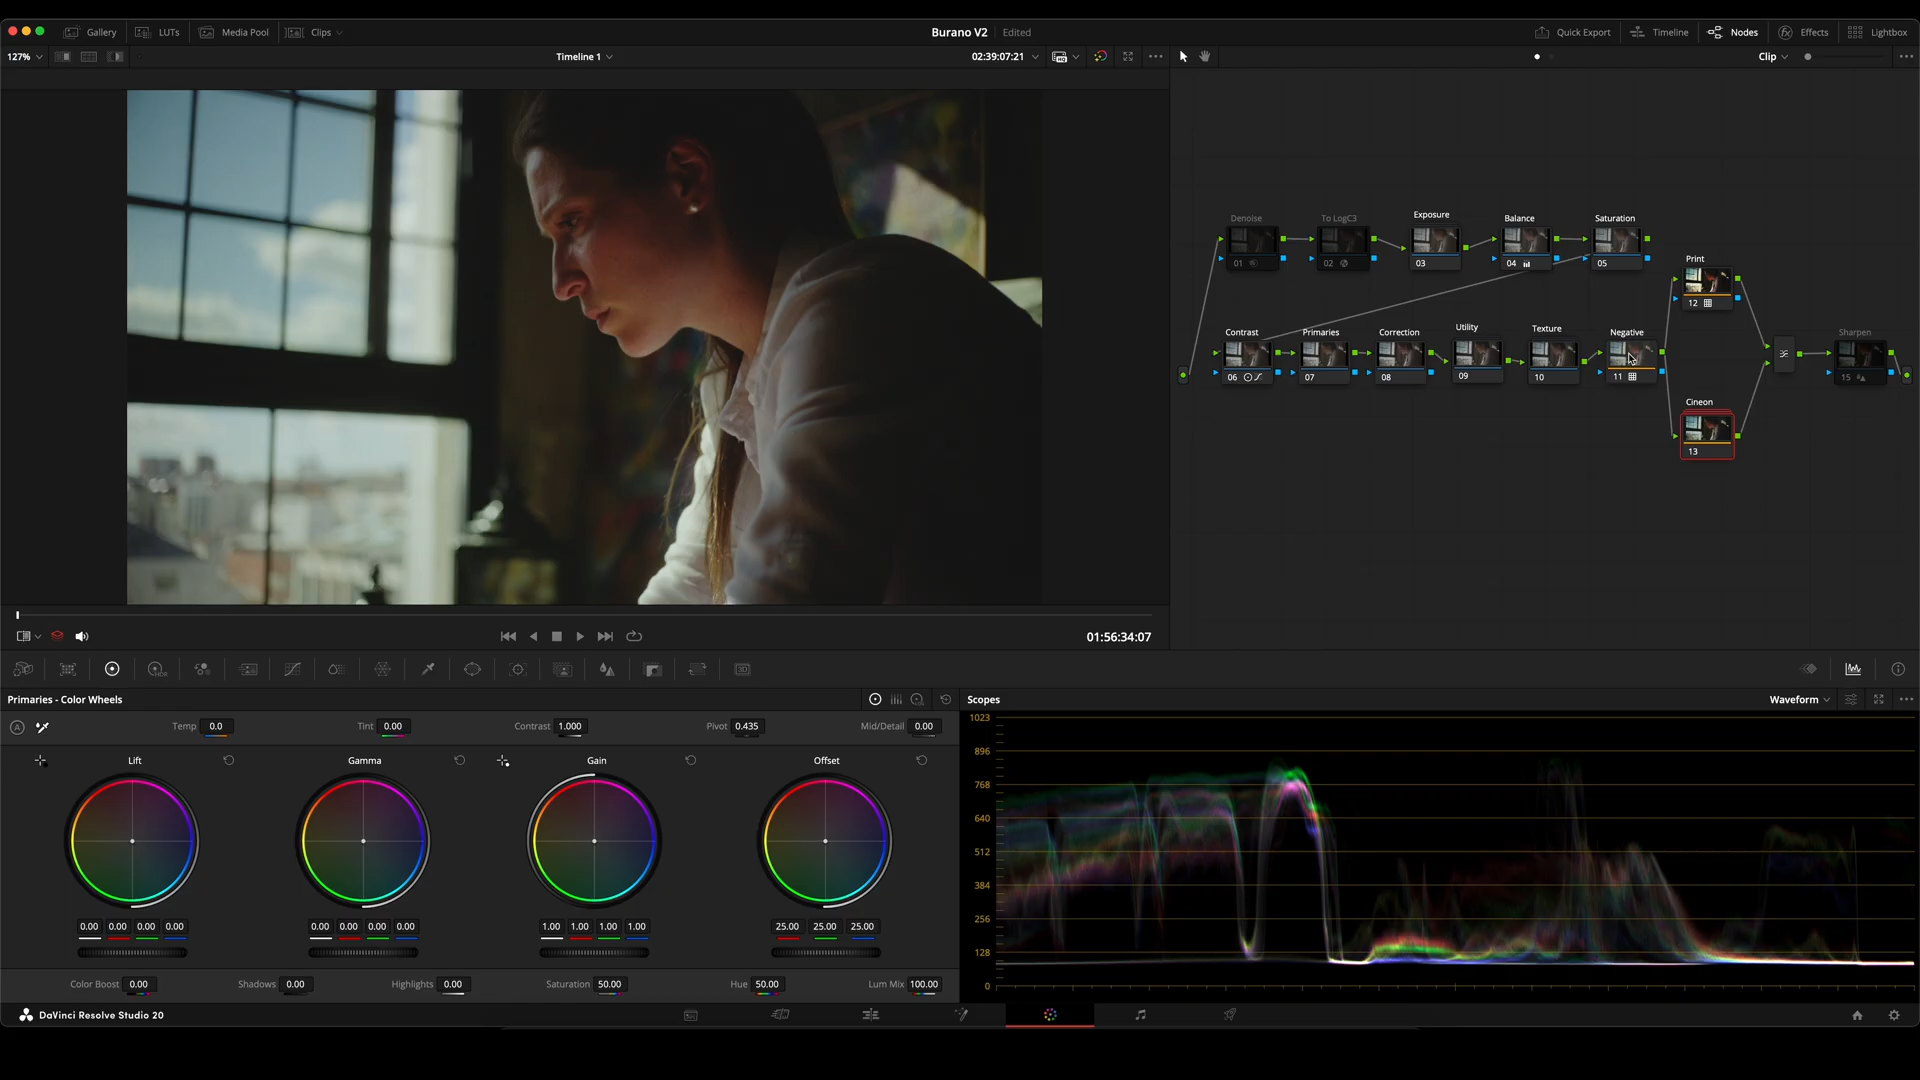 Gallery LUTs Media Pool Clips Burano V2 Edited Quick Export Timeline Nodes Effects Lightbox
127% Timeline 1 02:39:07:21 Clip
Denoise To LogC3 Exposure Balance Saturation
01 02 03 04 05
Print
12
Contrast Primaries Correction Utility Texture Negative Sharpen
06 07 08 09 10 11 15
Cineon
13
01:56:34:07
HDR
3D
Primaries - Color Wheels Scopes Waveform
A Temp 0.0 Tint 0.00 Contrast 1.000 Pivot 0.435 Mid/Detail 0.00
Lift Gamma Gain Offset
0.00 0.00 0.00 0.00 0.00 0.00 0.00 0.00 1.00 1.00 1.00 1.00 25.00 25.00 25.00
Color Boost 0.00 Shadows 0.00 Highlights 0.00 Saturation 50.00 Hue 50.00 Lum Mix 100.00
1023
896
768
640
512
384
256
128
0
DaVinci Resolve Studio 20